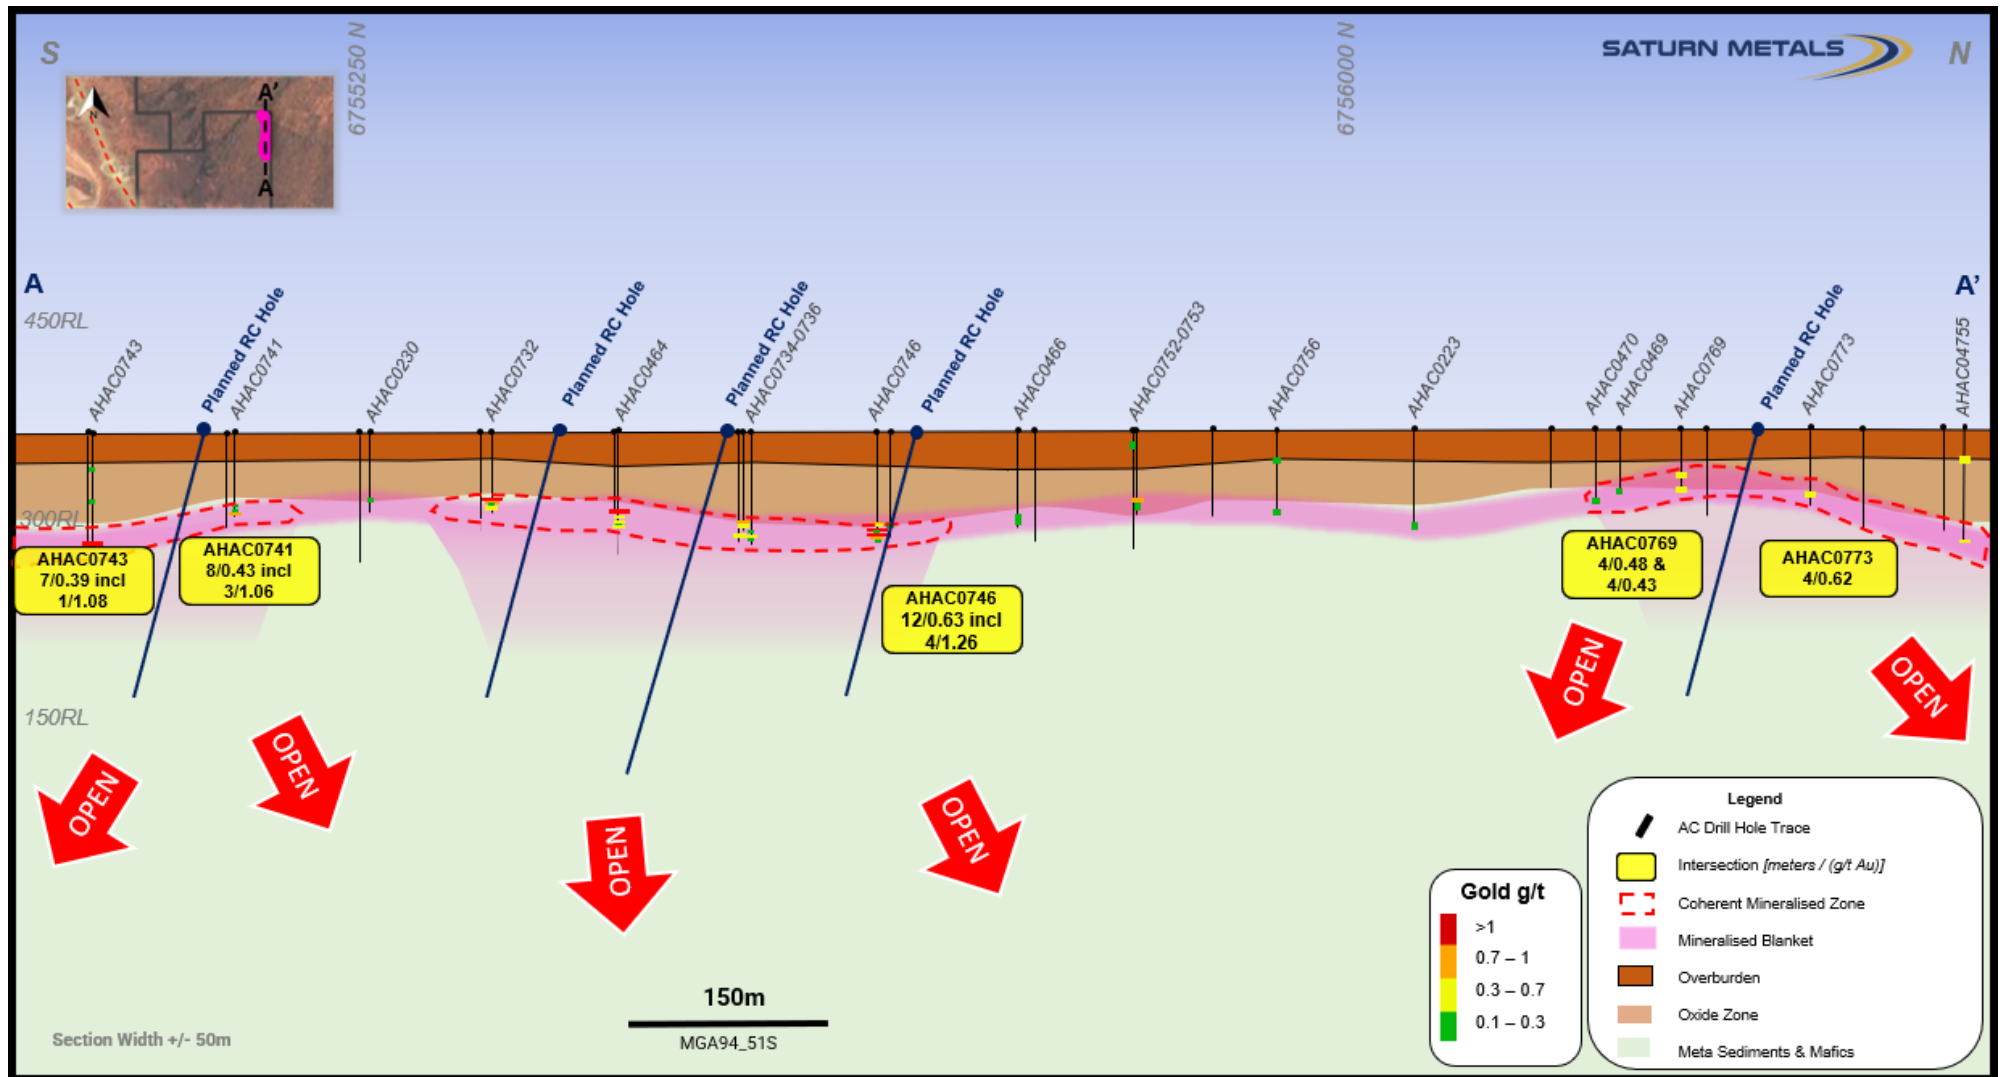 S
6755250 N
6756000 N
SATURN METALS
N
A'
N
A
A
A'
450RL
AHAC0743
Planned RC Hole
AHAC0741
AHAC0230
AHAC0732
Planned RC Hole
AHAC0464
Planned RC Hole
AHAC0734-0736
AHAC0746
Planned RC Hole
AHAC0466
AHAC0752-0753
AHAC0756
AHAC0223
AHAC0470
AHAC0469
AHAC0769
Planned RC Hole
AHAC0773
AHAC04755
300RL
AHAC0743
7/0.39 incl
1/1.08
AHAC0741
8/0.43 incl
3/1.06
AHAC0746
12/0.63 incl
4/1.26
AHAC0769
4/0.48 &
4/0.43
AHAC0773
4/0.62
150RL
OPEN
OPEN
OPEN
OPEN
OPEN
OPEN
150m
MGA94_51S
Section Width +/- 50m
Gold g/t
>1
0.7 – 1
0.3 – 0.7
0.1 – 0.3
Legend
AC Drill Hole Trace
Intersection [meters / (g/t Au)]
Coherent Mineralised Zone
Mineralised Blanket
Overburden
Oxide Zone
Meta Sediments & Mafics